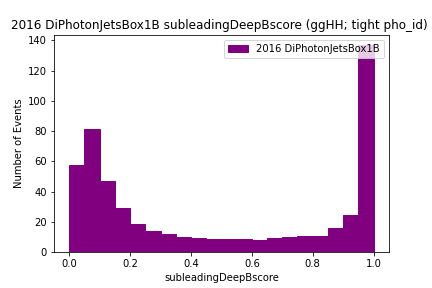 2016 DiPhotonJetsBox1B subleadingDeepBscore (ggHH; tight pho_id)
2016 DiPhotonJetsBox1B
Number of Events
140
120
100
80
60
40
20
0
0.0 0.2 0.4 0.6 0.8 1.0
subleadingDeepBscore